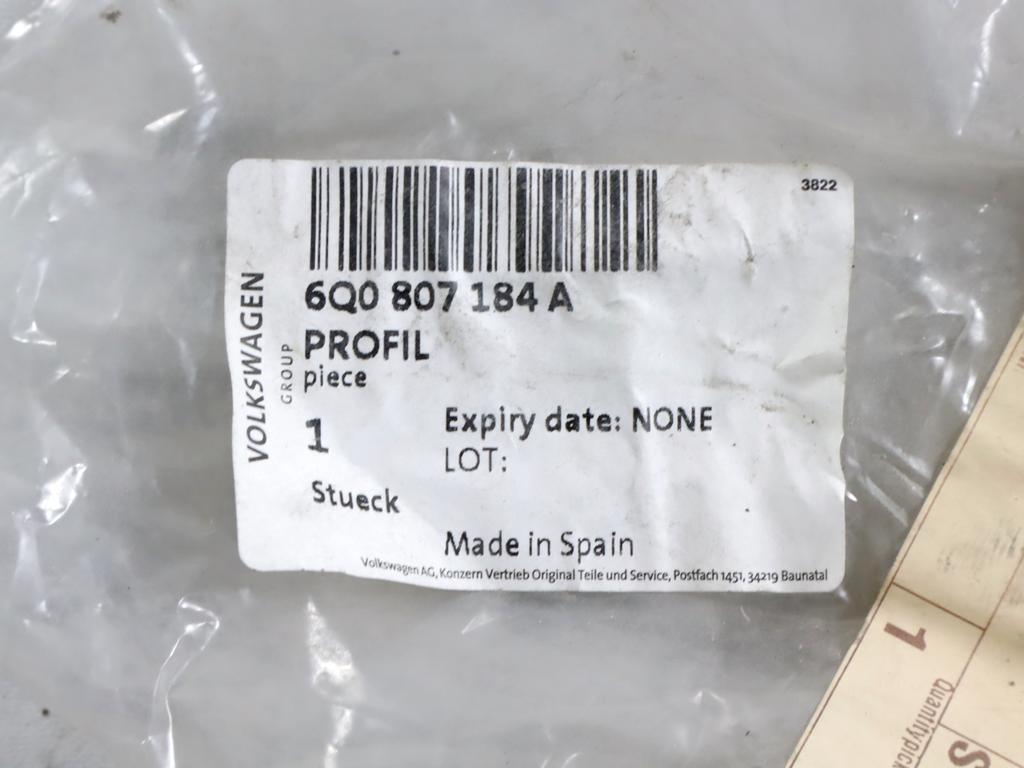 3822
VOLKSWAGEN
GROUP
6Q0 807 184 A
PROFIL
piece
1
Expiry date: NONE
LOT:
Stueck
Made in Spain
Volkswagen AG, Konzern Vertrieb Original Teile und Service, Postfach 1451, 34219 Baunatal
1
S